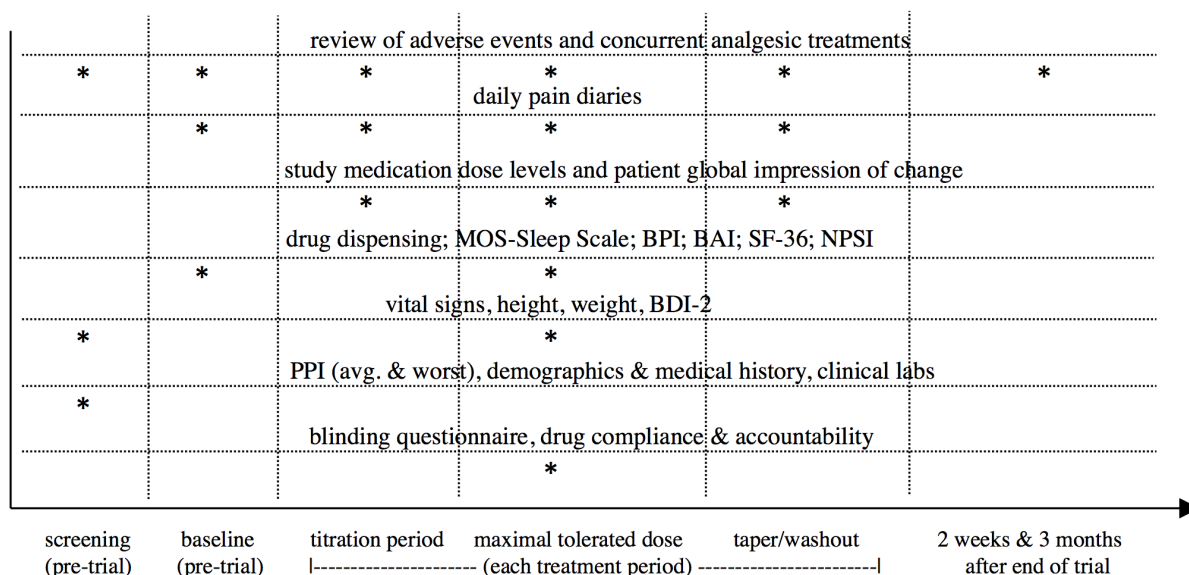 review of adverse events and concurrent analgesic treatments
* * * * * *
daily pain diaries
* * * *
study medication dose levels and patient global impression of change
* * *
drug dispensing; MOS-Sleep Scale; BPI; BAI; SF-36; NPSI
* *
vital signs, height, weight, BDI-2
* *
PPI (avg. & worst), demographics & medical history, clinical labs
*
blinding questionnaire, drug compliance & accountability
*
screening baseline titration period maximal tolerated dose taper/washout 2 weeks & 3 months
(pre-trial) (pre-trial) |-------------------- (each treatment period) ----------------------| after end of trial